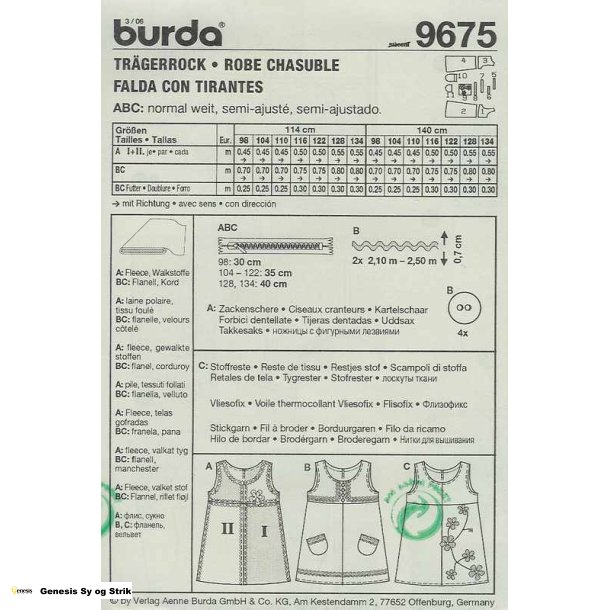 3 / 06
burda®
9675
TRÄGERROCK • ROBE CHASUBLE
FALDA CON TIRANTES
ABC: normal weit, semi-ajusté, semi-ajustado.
4 3
10 7 5
11 9 8 6
2
Größen 114 cm 140 cm
Tailles • Tallas Eur. 98 104 110 116 122 128 134 98 104 110 116 122 128 134
A I+II. je • par • cada m 0.45 0.45 0.45 0.50 0.50 0.55 0.55 0.45 0.45 0.45 0.50 0.50 0.55 0.55
BC m 0.70 0.70 0.70 0.75 0.75 0.80 0.80 0.70 0.70 0.70 0.75 0.75 0.80 0.80
BC Futter • Doublure • Forro m 0.25 0.25 0.25 0.30 0.30 0.30 0.30 0.25 0.25 0.25 0.30 0.30 0.30 0.30
→ mit Richtung • avec sens • con dirección
A: Fleece, Walkstoffe
BC: Flanell, Kord
A: laine polaire,
tissu foulé
BC: flanelle, velours
côtelé
A: fleece, gewalkte
stoffen
BC: flanel, corduroy
A: pile, tessuti follati
BC: flanella, velluto
A: Fleece, telas
gofradas
BC: franela, pana
A: fleece, valkat tyg
BC: flanell,
manchester
A: Fleece, valket stof
BC: Flannel, riflet fløjl
A: флис, сукно
B, C: фланель,
вельвет
ABC
98: 30 cm
104 – 122: 35 cm
128, 134: 40 cm
B
2x 2,10 m – 2,50 m
0,7 cm
B
4x
A: Zackenschere • Ciseaux cranteurs • Kartelschaar
Forbici dentellate • Tijeras dentadas • Uddsax
Takkesaks • ножницы с фигурными лезвиями
C: Stoffreste • Reste de tissu • Restjes stof • Scampoli di stoffa
Retales de tela • Tygrester • Stofrester • лоскуты ткани
Vliesofix • Voile thermocollant Vliesofix • Flisofix • Флизофикс
Stickgarn • Fil à broder • Borduurgaren • Filo da ricamo
Hilo de bordar • Brodérgarn • Broderegarn • Нитки для вышивания
A B C
II I
© by Verlag Aenne Burda GmbH & Co. KG, Am Kestendamm 2, 77652 Offenburg, Germany
Genesis Genesis Sy og Strik